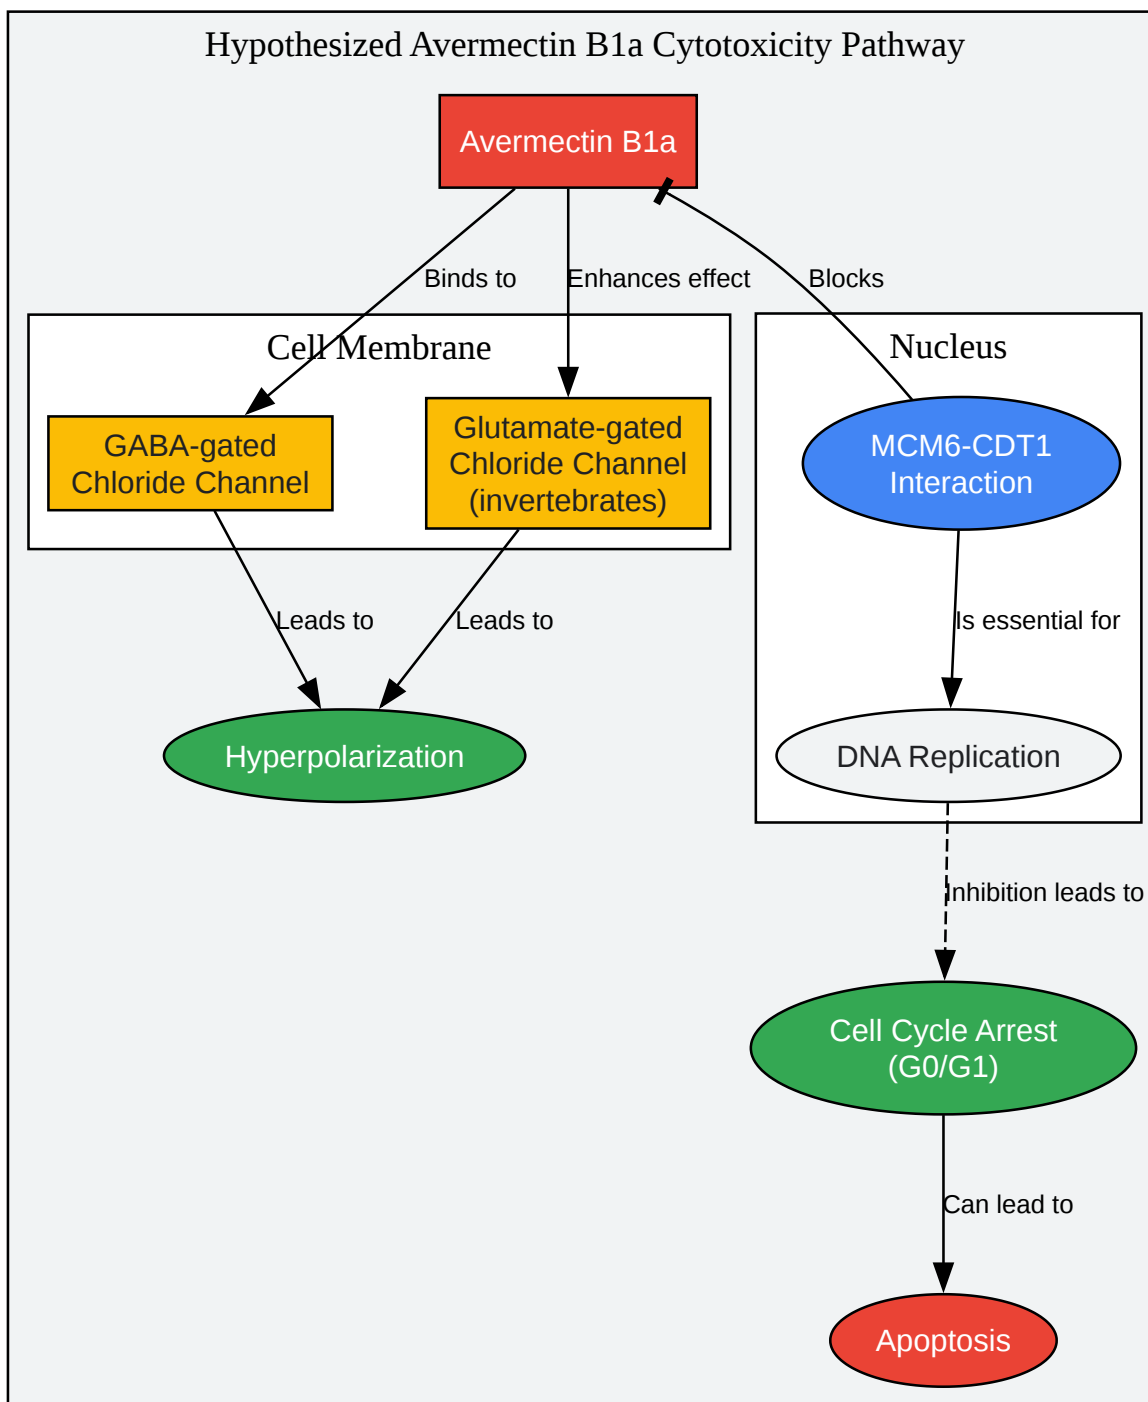 Hypothesized Avermectin B1a Cytotoxicity Pathway
Avermectin B1a
Binds to
Enhances effect
Blocks
Cell Membrane
Nucleus
GABA-gated
Chloride Channel
Glutamate-gated
Chloride Channel
(invertebrates)
MCM6-CDT1
Interaction
Leads to
Leads to
Is essential for
Hyperpolarization
DNA Replication
Inhibition leads to
Cell Cycle Arrest
(G0/G1)
Can lead to
Apoptosis